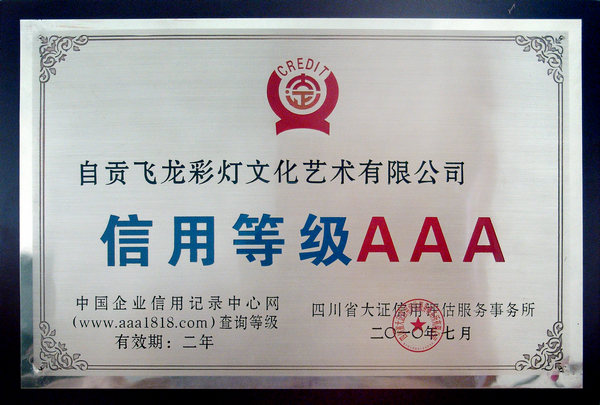 CREDIT
自贡飞龙彩灯文化艺术有限公司
信用等级AAA
中国企业信用记录中心网
(www.aaa1818.com)查询等级
有效期：二年
四川省大证信用评估服务事务所
二〇一〇年七月